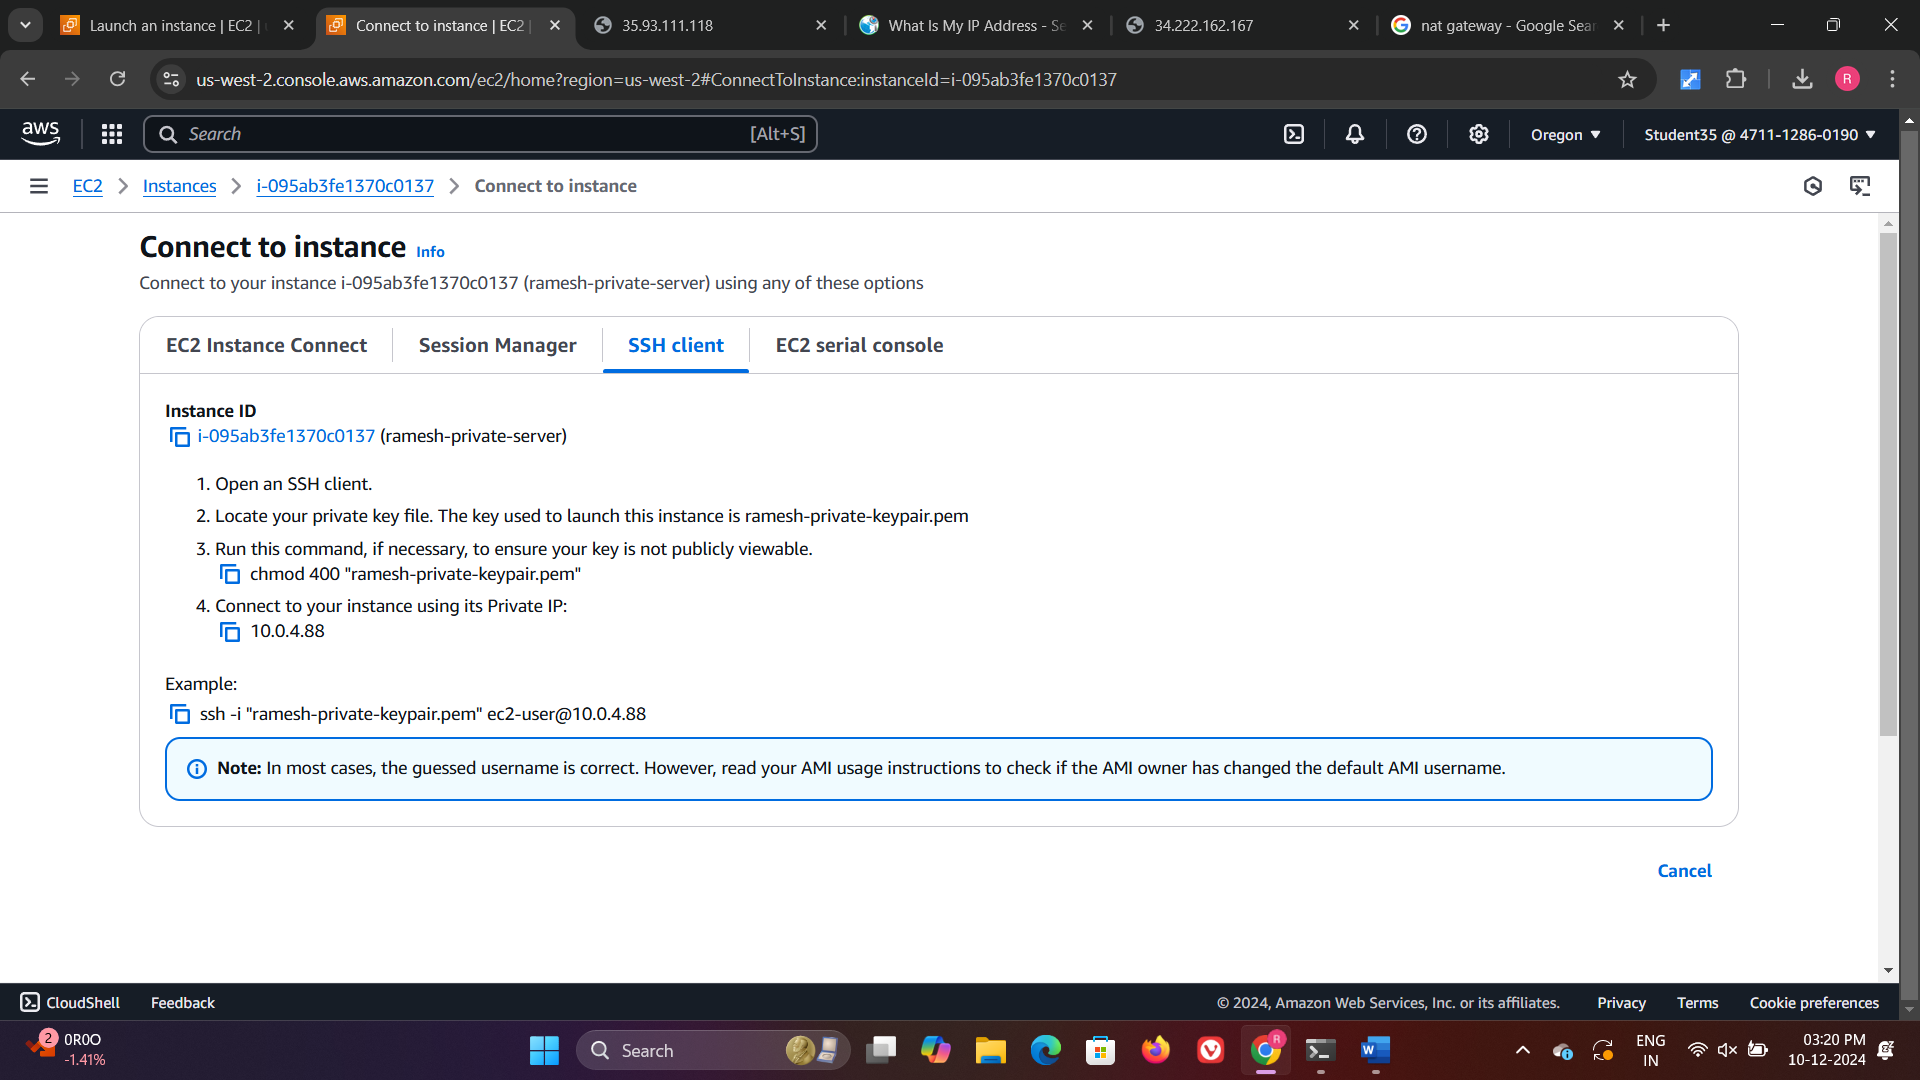 Launch an instance | EC2 |
Connect to instance | EC2 |
35.93.111.118
What Is My IP Address - Se
34.222.162.167
nat gateway - Google Sear
us-west-2.console.aws.amazon.com/ec2/home?region=us-west-2#ConnectToInstance:instanceId=i-095ab3fe1370c0137
R
aws
Search
[Alt+S]
Oregon
Student35 @ 4711-1286-0190
EC2
Instances
i-095ab3fe1370c0137
Connect to instance
Connect to instance Info
Connect to your instance i-095ab3fe1370c0137 (ramesh-private-server) using any of these options
EC2 Instance Connect
Session Manager
SSH client
EC2 serial console
Instance ID
i-095ab3fe1370c0137 (ramesh-private-server)
1. Open an SSH client.
2. Locate your private key file. The key used to launch this instance is ramesh-private-keypair.pem
3. Run this command, if necessary, to ensure your key is not publicly viewable.
chmod 400 "ramesh-private-keypair.pem"
4. Connect to your instance using its Private IP:
10.0.4.88
Example:
ssh -i "ramesh-private-keypair.pem" ec2-user@10.0.4.88
Note: In most cases, the guessed username is correct. However, read your AMI usage instructions to check if the AMI owner has changed the default AMI username.
Cancel
CloudShell
Feedback
© 2024, Amazon Web Services, Inc. or its affiliates.
Privacy
Terms
Cookie preferences
2
0R0O
-1.41%
Search
R
ENG
IN
03:20 PM
10-12-2024